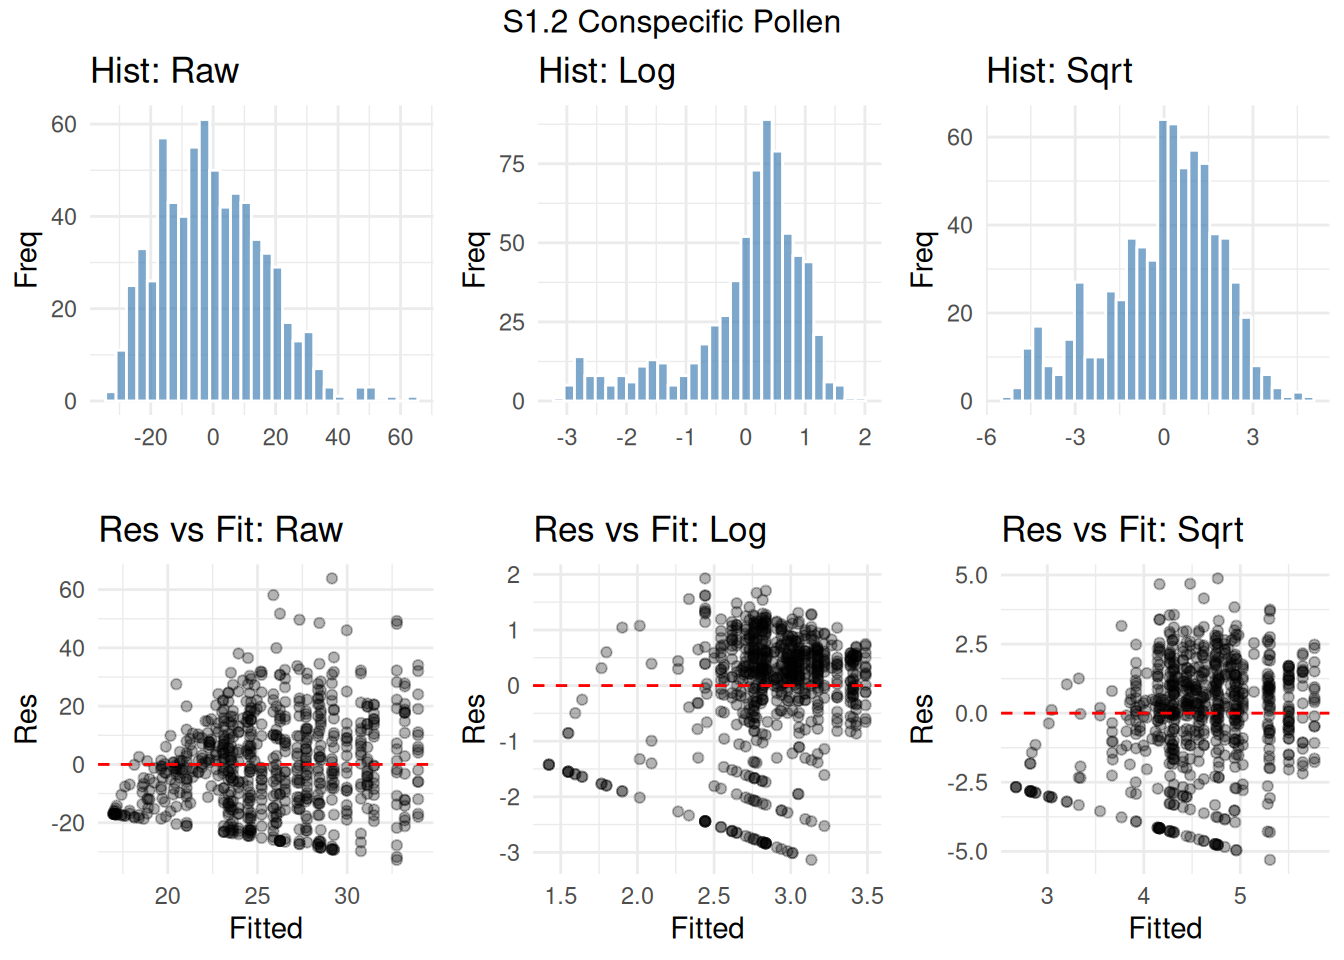 S1.2 Conspecific Pollen
Hist: Raw
Hist: Log
Hist: Sqrt
60
40
20
0
Freq
-20 0 20 40 60
75
50
25
0
Freq
-3 -2 -1 0 1 2
60
40
20
0
Freq
-6 -3 0 3
Res vs Fit: Raw
Res vs Fit: Log
Res vs Fit: Sqrt
60
40
20
0
-20
Res
20 25 30
Fitted
2
1
0
-1
-2
-3
Res
1.5 2.0 2.5 3.0 3.5
Fitted
5.0
2.5
0.0
-2.5
-5.0
Res
3 4 5
Fitted